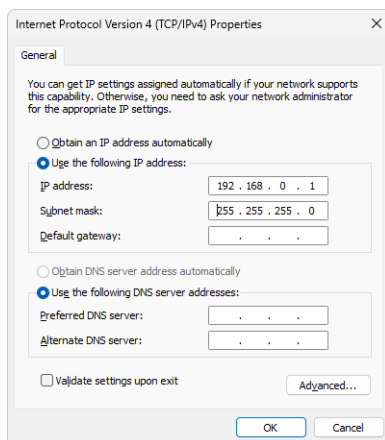 Internet Protocol Version 4 (TCP/IPv4) Properties
General
You can get IP settings assigned automatically if your network supports
this capability. Otherwise, you need to ask your network administrator
for the appropriate IP settings.
Obtain an IP address automatically
Use the following IP address:
IP address: 192 . 168 . 0 . 1
Subnet mask: 255 . 255 . 255 . 0
Default gateway: . . .
Obtain DNS server address automatically
Use the following DNS server addresses:
Preferred DNS server: . . .
Alternate DNS server: . . .
Validate settings upon exit
Advanced...
OK Cancel